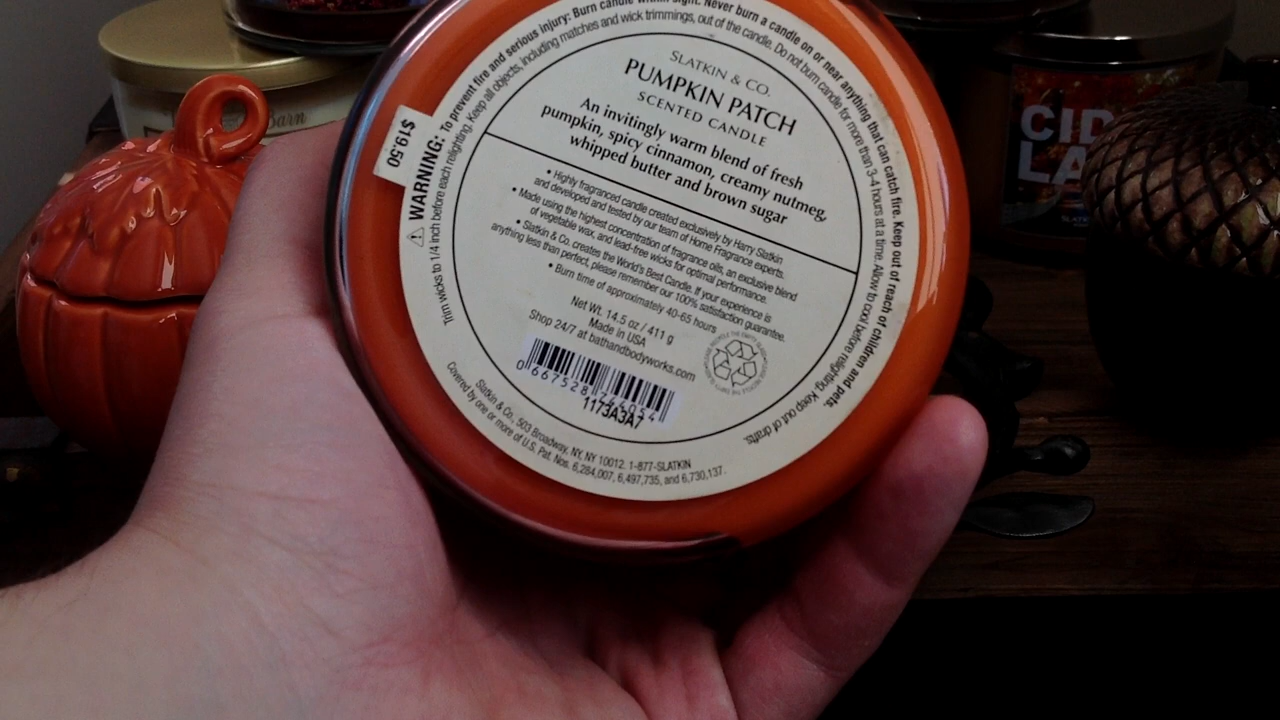 WARNING: To prevent fire and serious injury: Burn candle within sight. Never burn a candle on or near anything that can catch fire. Keep out of reach of children and pets.
Trim wicks to 1/4 inch before each relighting. Keep all objects, including matches and wick trimmings, out of the candle. Do not burn candle for more than 3-4 hours at a time. Allow to cool before relighting. Keep out of drafts.
$19.50
SLATKIN & CO.
PUMPKIN PATCH
SCENTED CANDLE
An invitingly warm blend of fresh
pumpkin, spicy cinnamon, creamy nutmeg,
whipped butter and brown sugar
• Highly fragranced candle created exclusively by Harry Slatkin
and developed and tested by our team of Home Fragrance experts.
• Made using the highest concentration of fragrance oils, an exclusive blend
of vegetable wax, and lead-free wicks for optimal performance.
• Slatkin & Co. creates the World's Best Candle. If your experience is
anything less than perfect, please remember our 100% satisfaction guarantee.
• Burn time of approximately 40-65 hours
Net Wt. 14.5 oz / 411 g
Made in USA
Shop 24/7 at bathandbodyworks.com
0 667528
1173A3A7
Slatkin & Co., 503 Broadway, NY, NY 10012. 1-877-SLATKIN
Covered by one or more of U.S. Pat. Nos. 6,284,007, 6,497,735, and 6,730,137.
Barn
CID
LA